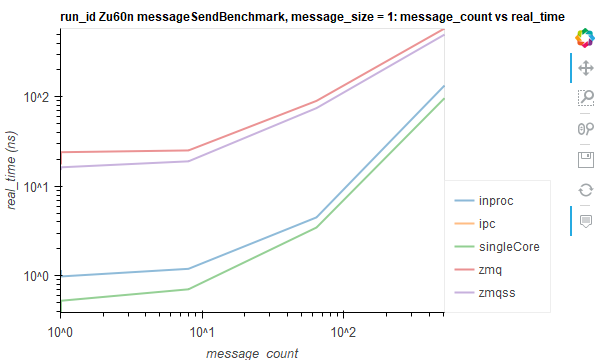 run_id Zu60n messageSendBenchmark, message_size = 1: message_count vs real_time
real_time (ns)
10^2
10^1
10^0
10^0
10^1
10^2
message_count
inproc
ipc
singleCore
zmq
zmqss